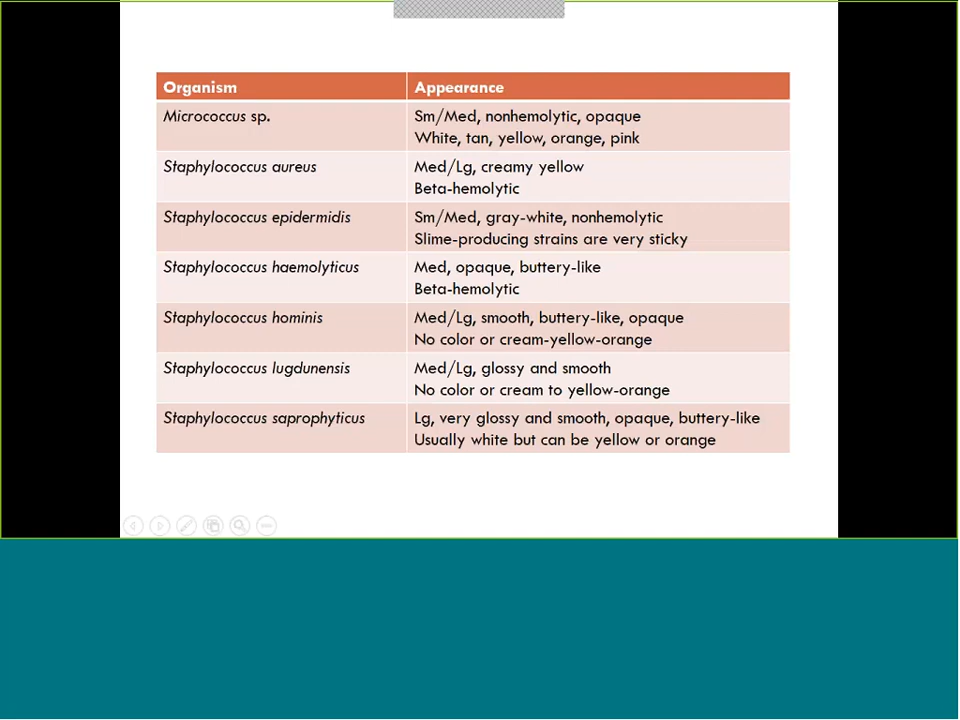 Organism Appearance
Micrococcus sp. Sm/Med, nonhemolytic, opaque
White, tan, yellow, orange, pink
Staphylococcus aureus Med/Lg, creamy yellow
Beta-hemolytic
Staphylococcus epidermidis Sm/Med, gray-white, nonhemolytic
Slime-producing strains are very sticky
Staphylococcus haemolyticus Med, opaque, buttery-like
Beta-hemolytic
Staphylococcus hominis Med/Lg, smooth, buttery-like, opaque
No color or cream-yellow-orange
Staphylococcus lugdunensis Med/Lg, glossy and smooth
No color or cream to yellow-orange
Staphylococcus saprophyticus Lg, very glossy and smooth, opaque, buttery-like
Usually white but can be yellow or orange